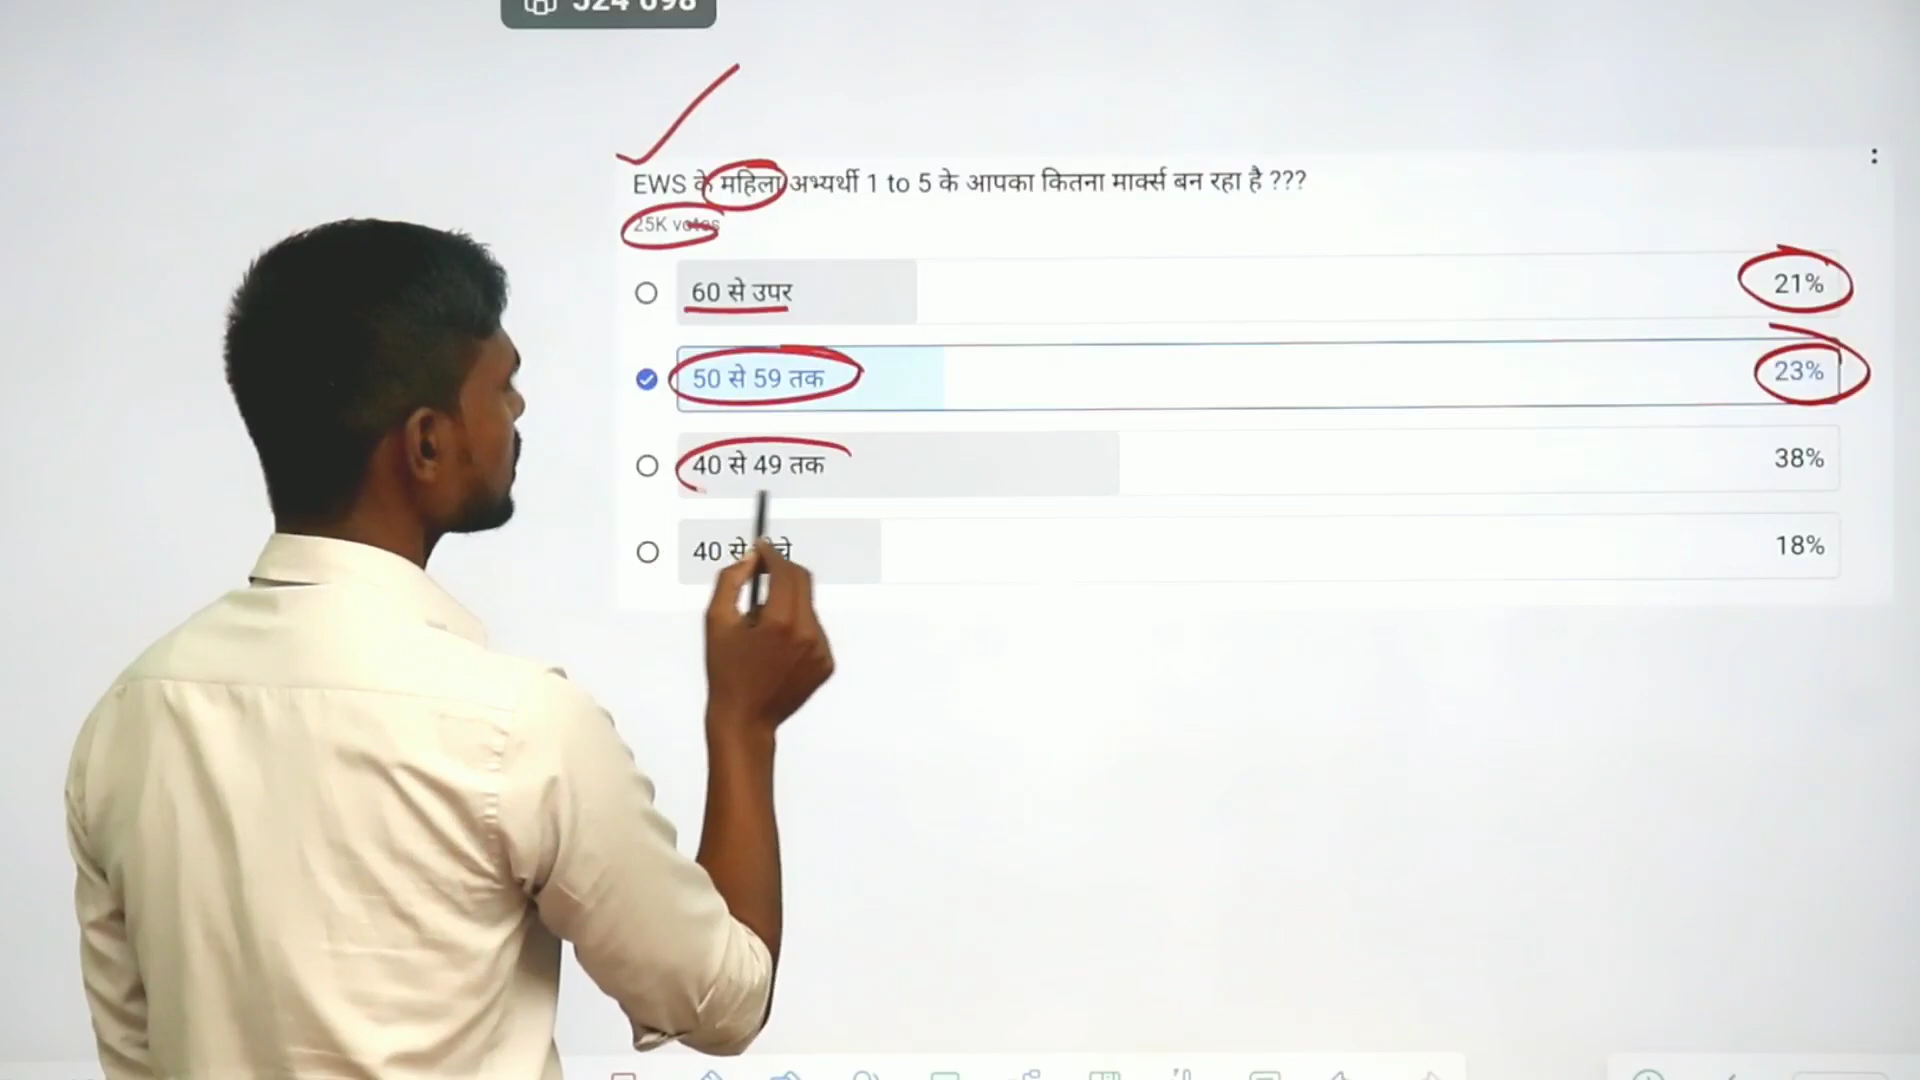 EWS के महिला अभ्यर्थी 1 to 5 के आपका कितना मार्क्स बन रहा है ???
25K votes
60 से उपर
21%
50 से 59 तक
23%
40 से 49 तक
38%
40 से
18%